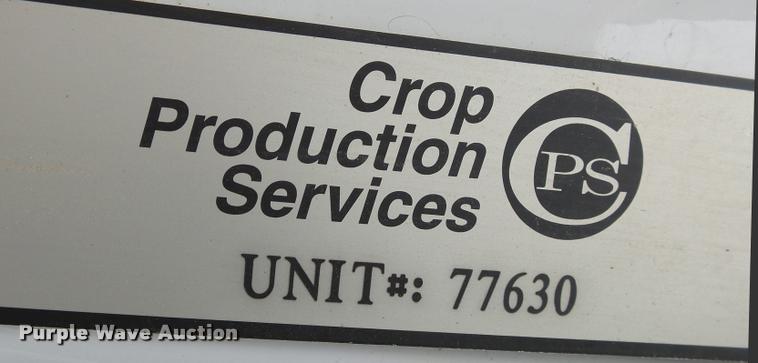 Crop
Production
Services
CPS
UNIT#: 77630
Purple Wave Auction